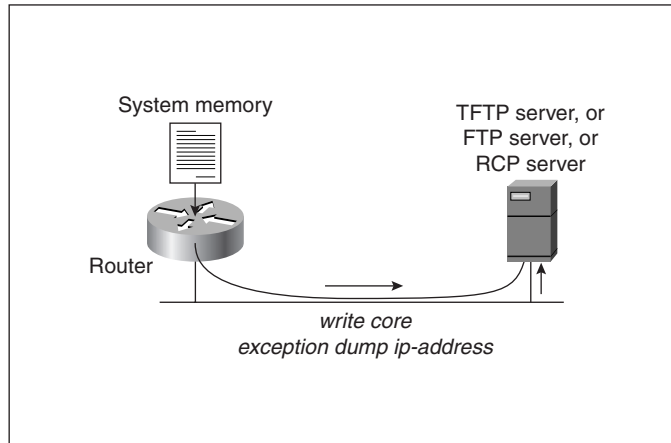 System memory
TFTP server, or
FTP server, or
RCP server
Router
write core
exception dump ip-address